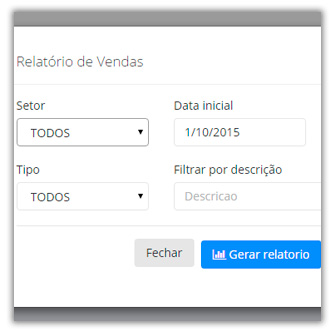 Relatório de Vendas
Setor
Data inicial
TODOS
1/10/2015
Tipo
Filtrar por descrição
TODOS
Descricao
Fechar
Gerar relatorio